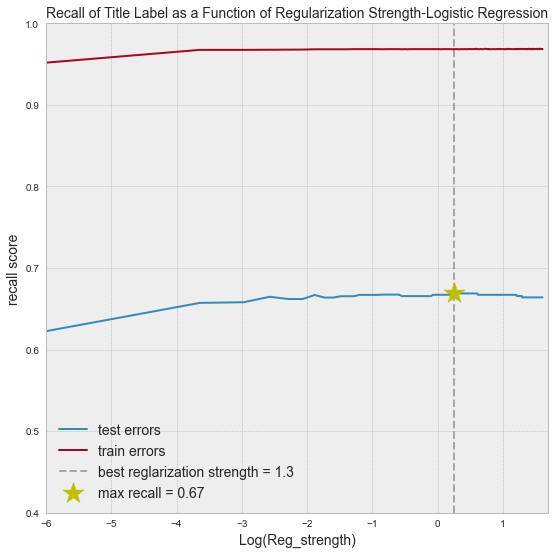 Recall of Title Label as a Function of Regularization Strength-Logistic Regression
1.0
0.9
0.8
0.7
0.6
0.5
0.4
recall score
test errors
train errors
best reglarization strength = 1.3
max recall = 0.67
−6 −5 −4 −3 −2 −1 0 1
Log(Reg_strength)